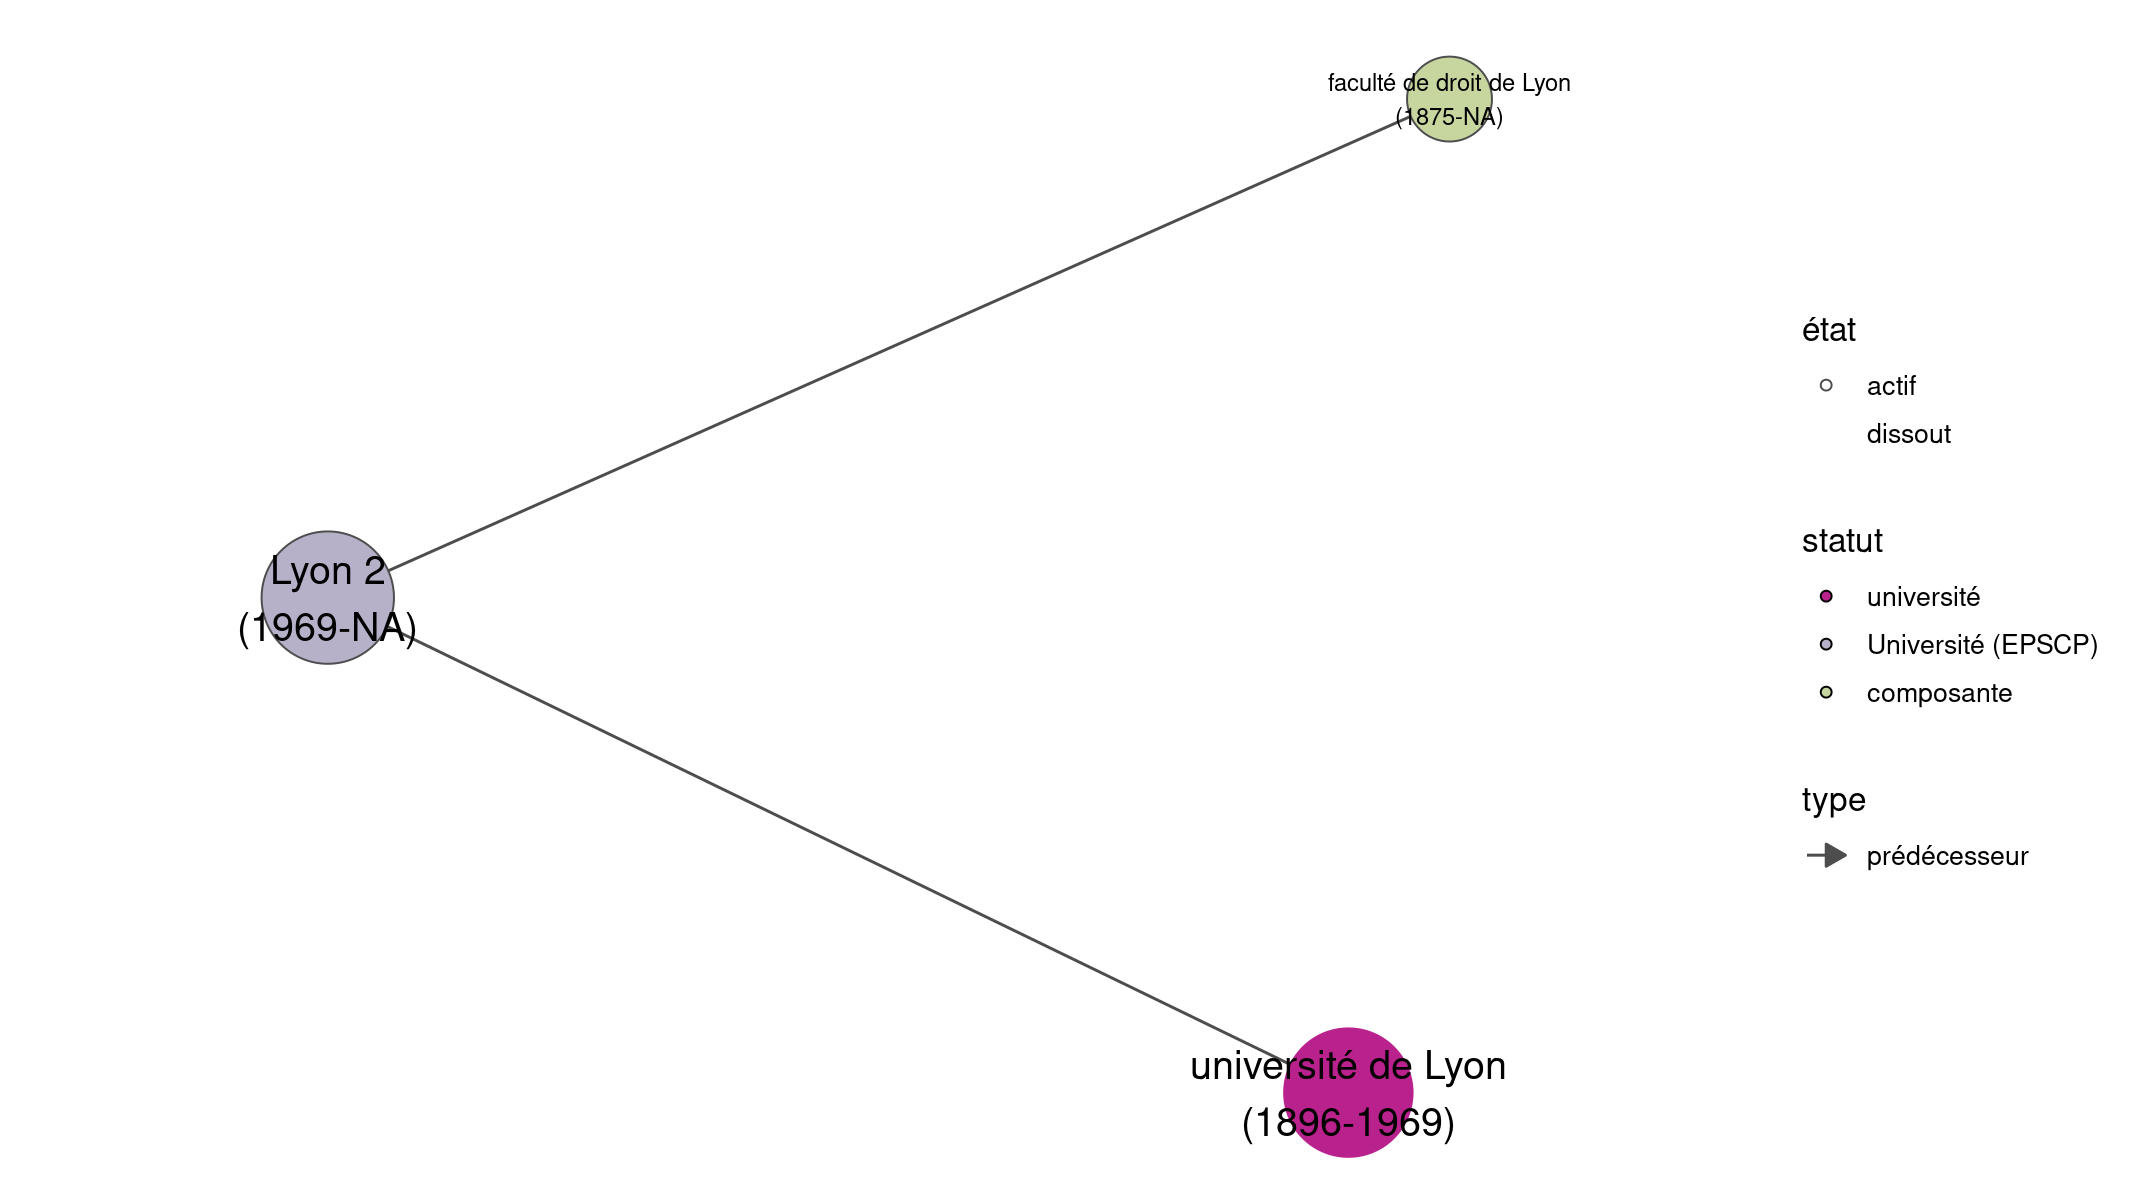 faculté de droit de Lyon
(1875-NA)
Lyon 2
(1969-NA)
université de Lyon
(1896-1969)
état
actif
dissout
statut
université
Université (EPSCP)
composante
type
prédécesseur